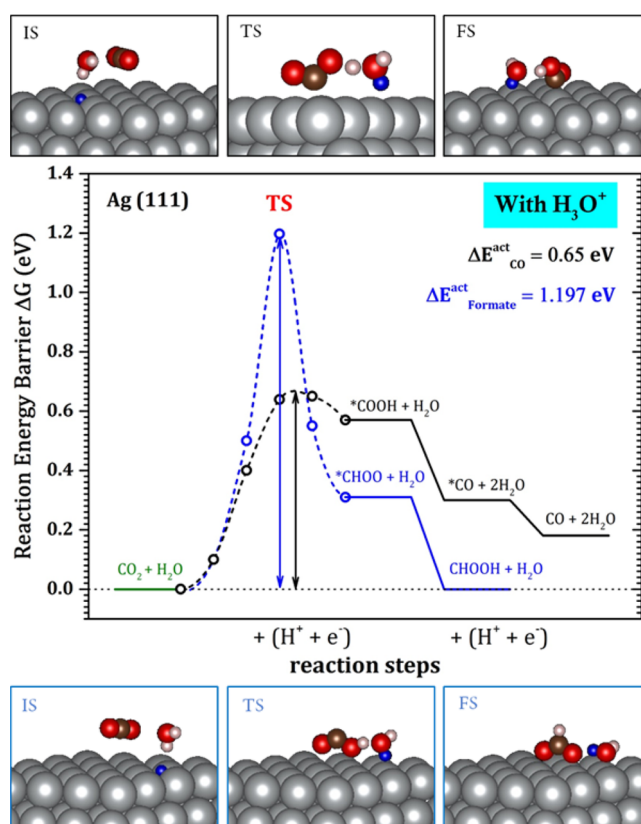 IS
TS
FS
Reaction Energy Barrier ΔG (eV)
1.4
1.2
1.0
0.8
0.6
0.4
0.2
0.0
Ag (111)
TS
With H₃O⁺
ΔEᵃᶜᵗ_CO = 0.65 eV
ΔEᵃᶜᵗ_Formate = 1.197 eV
*COOH + H₂O
*CHOO + H₂O
*CO + 2H₂O
CO + 2H₂O
CO₂ + H₂O
CHOOH + H₂O
+ (H⁺ + e⁻)
+ (H⁺ + e⁻)
reaction steps
IS
TS
FS